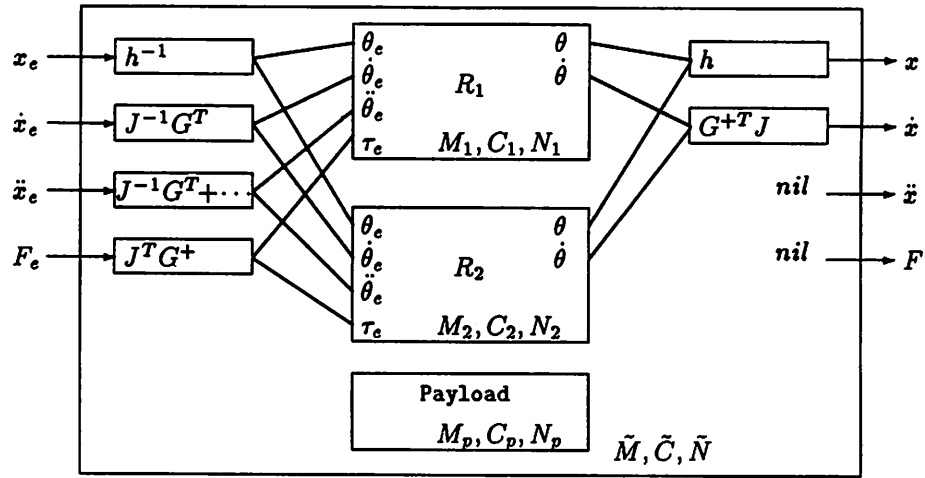 x_e h^{-1} θ_e θ h x
ẋ_e J^{-1}G^T θ̇_e R_1 θ̇ G^{+T}J ẋ
θ̈_e
τ_e M_1, C_1, N_1
ẍ_e J^{-1}G^T+⋯ nil ẍ
F_e J^TG^+ θ_e θ nil F
θ̇_e R_2 θ̇
θ̈_e
τ_e M_2, C_2, N_2
Payload
M_p, C_p, N_p
M̃, C̃, Ñ